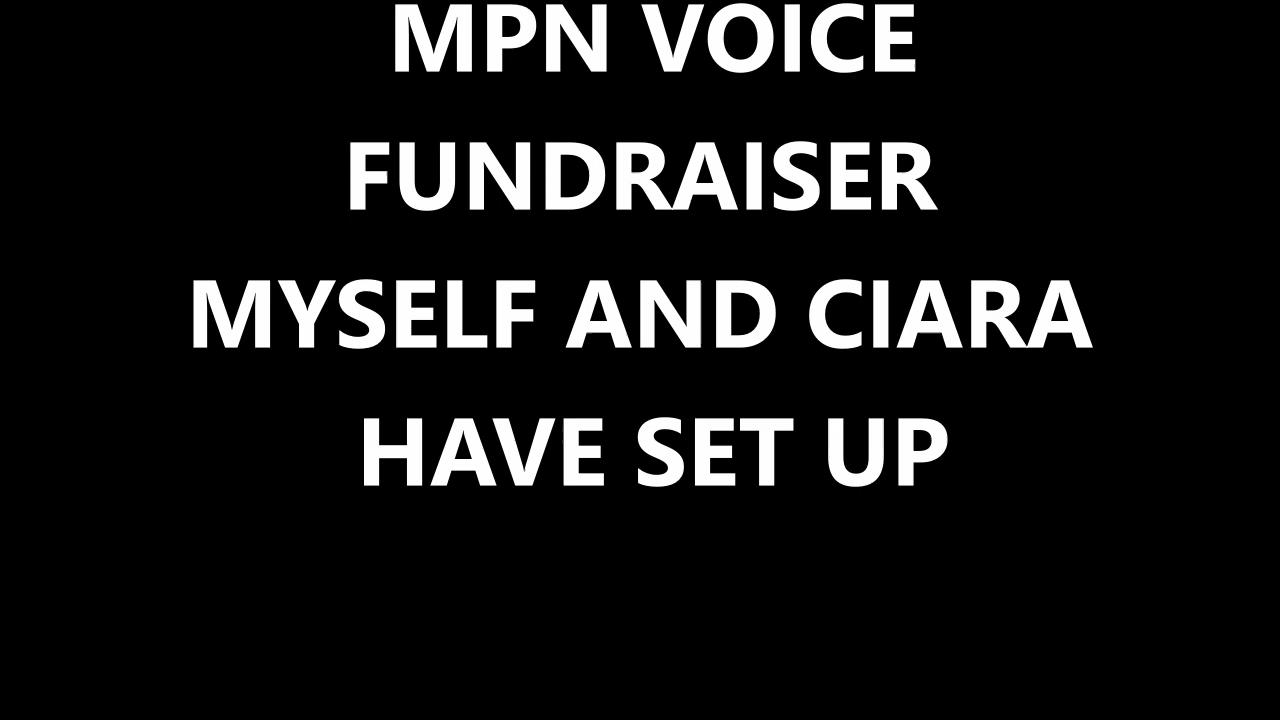 MPN VOICE
FUNDRAISER
MYSELF AND CIARA
HAVE SET UP